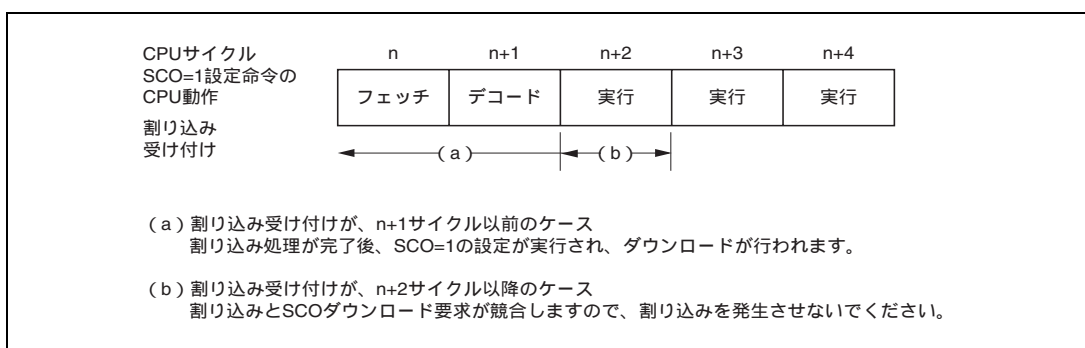 CPUサイクル n n+1 n+2 n+3 n+4
SCO=1設定命令の
CPU動作 フェッチ デコード 実行 実行 実行
割り込み
受け付け (a) (b)
(a)割り込み受け付けが、n+1サイクル以前のケース
割り込み処理が完了後、SCO=1の設定が実行され、ダウンロードが行われます。
(b)割り込み受け付けが、n+2サイクル以降のケース
割り込みとSCOダウンロード要求が競合しますので、割り込みを発生させないでください。